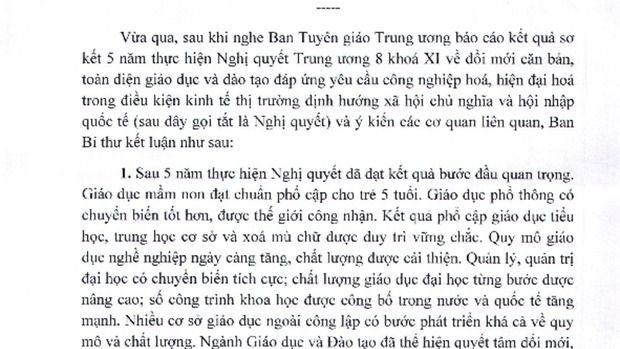 -----
Vừa qua, sau khi nghe Ban Tuyên giáo Trung ương báo cáo kết quả sơ
kết 5 năm thực hiện Nghị quyết Trung ương 8 khoá XI về đổi mới căn bản,
toàn diện giáo dục và đào tạo đáp ứng yêu cầu công nghiệp hoá, hiện đại hoá
trong điều kiện kinh tế thị trường định hướng xã hội chủ nghĩa và hội nhập
quốc tế (sau đây gọi tắt là Nghị quyết) và ý kiến các cơ quan liên quan, Ban
Bí thư kết luận như sau:
1. Sau 5 năm thực hiện Nghị quyết đã đạt kết quả bước đầu quan trọng.
Giáo dục mầm non đạt chuẩn phổ cập cho trẻ 5 tuổi. Giáo dục phổ thông có
chuyển biến tốt hơn, được thế giới công nhận. Kết quả phổ cập giáo dục tiểu
học, trung học cơ sở và xoá mù chữ được duy trì vững chắc. Quy mô giáo
dục nghề nghiệp ngày càng tăng, chất lượng được cải thiện. Quản lý, quản trị
đại học có chuyển biến tích cực; chất lượng giáo dục đại học từng bước được
nâng cao; số công trình khoa học được công bố trong nước và quốc tế tăng
mạnh. Nhiều cơ sở giáo dục ngoài công lập có bước phát triển khá cả về quy
mô và chất lượng. Ngành Giáo dục và Đào tạo đã thể hiện quyết tâm đổi mới,